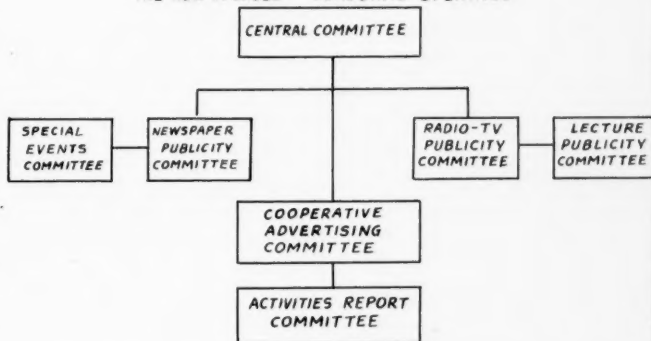 CENTRAL COMMITTEE
SPECIAL
EVENTS
COMMITTEE
NEWSPAPER
PUBLICITY
COMMITTEE
RADIO-TV
PUBLICITY
COMMITTEE
LECTURE
PUBLICITY
COMMITTEE
COOPERATIVE
ADVERTISING
COMMITTEE
ACTIVITIES REPORT
COMMITTEE